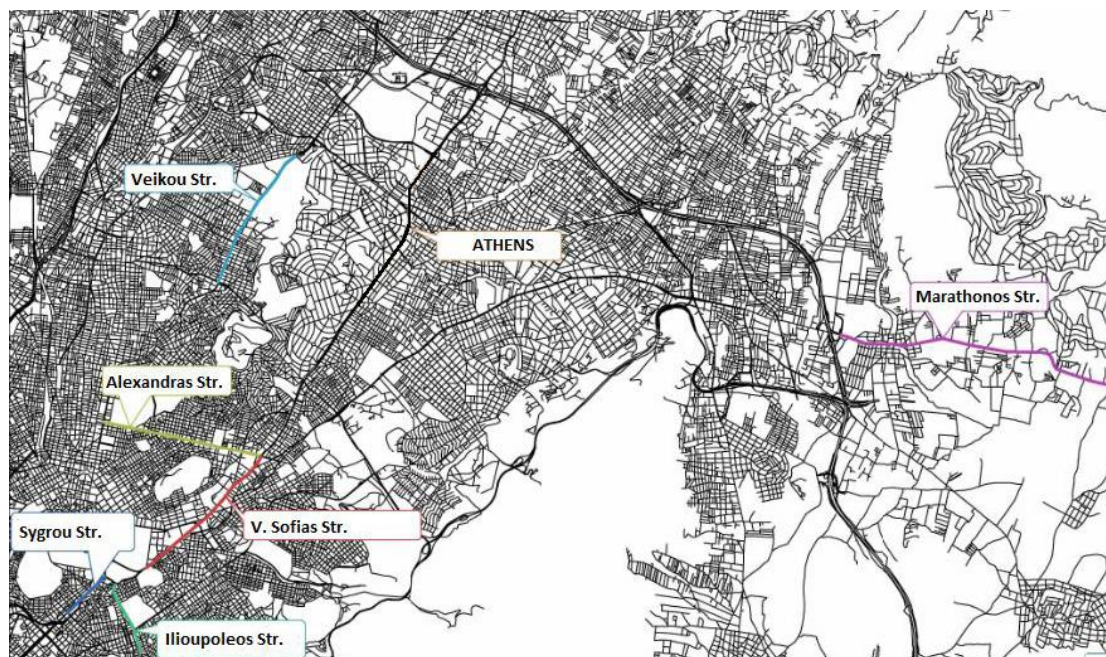 Veikou Str.
ATHENS
Marathonos Str.
Alexandras Str.
V. Sofias Str.
Sygrou Str.
Ilioupoleos Str.